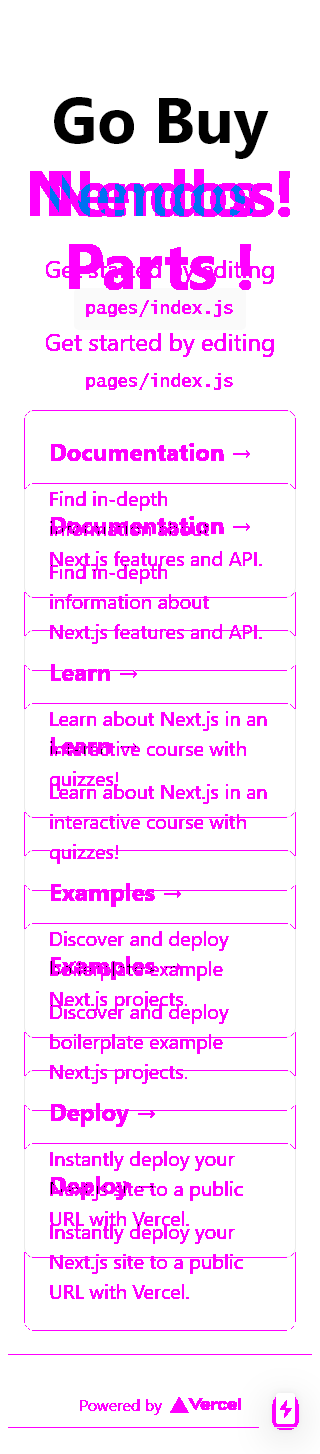 Go Buy
Nendos!
Parts !
Get started by editing
pages/index.js
Get started by editing
pages/index.js
Documentation →
Find in-depth
information about
Documentation →
Next.js features and API.
Find in-depth
information about
Next.js features and API.
Learn →
Learn about Next.js in an
interactive course with
Learn →
quizzes!
Learn about Next.js in an
interactive course with
quizzes!
Examples →
Discover and deploy
boilerplate example
Examples →
Next.js projects.
Discover and deploy
boilerplate example
Next.js projects.
Deploy →
Instantly deploy your
Next.js site to a public
Deploy →
URL with Vercel.
Instantly deploy your
Next.js site to a public
URL with Vercel.
Powered by Vercel